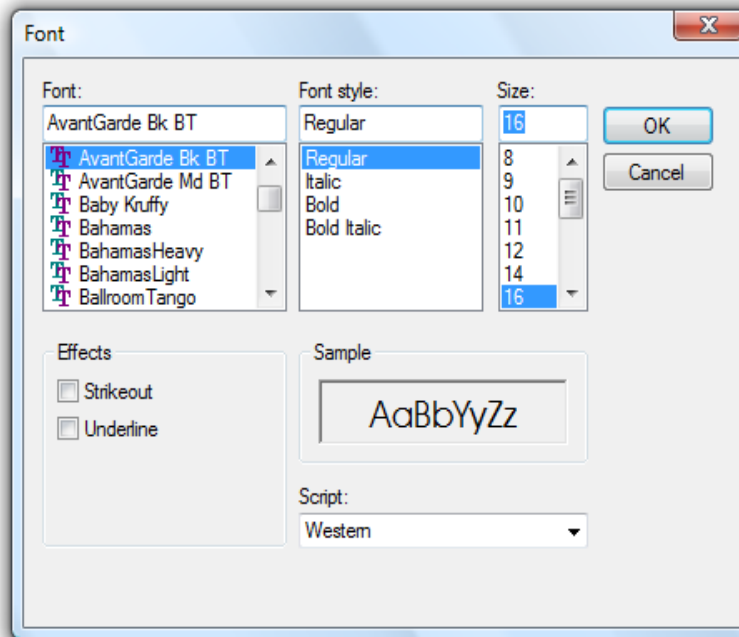 Font
Font:
Font style:
Size:
AvantGarde Bk BT
Regular
16
OK
Cancel
AvantGarde Bk BT
AvantGarde Md BT
Baby Kruffy
Bahamas
BahamasHeavy
BahamasLight
BallroomTango
Regular
Italic
Bold
Bold Italic
8
9
10
11
12
14
16
Effects
Strikeout
Underline
Sample
AaBbYyZz
Script:
Western